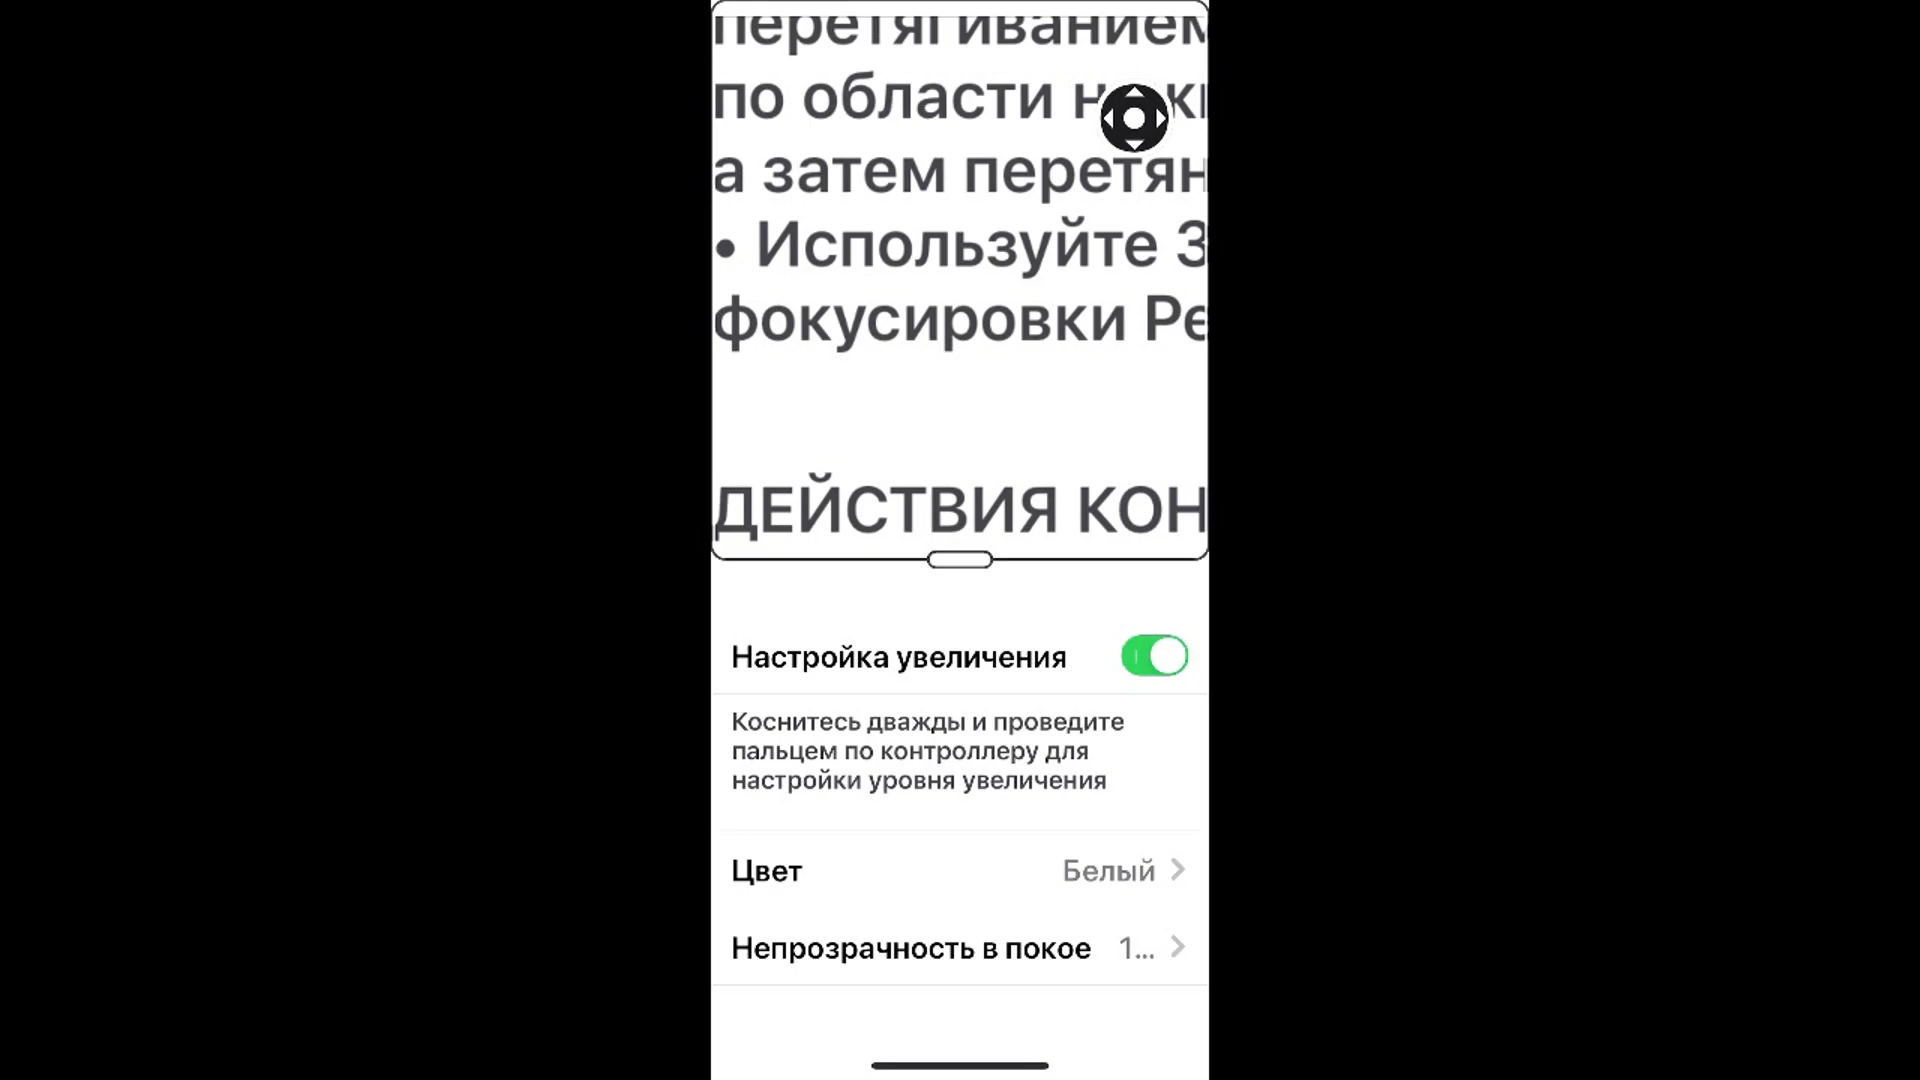 перетягиванием
по области
а затем перетян
• Используйте З
фокусировки Ре
ДЕЙСТВИЯ КОН
Настройка увеличения
Коснитесь дважды и проведите
пальцем по контроллеру для
настройки уровня увеличения
Цвет Белый
Непрозрачность в покое 1...